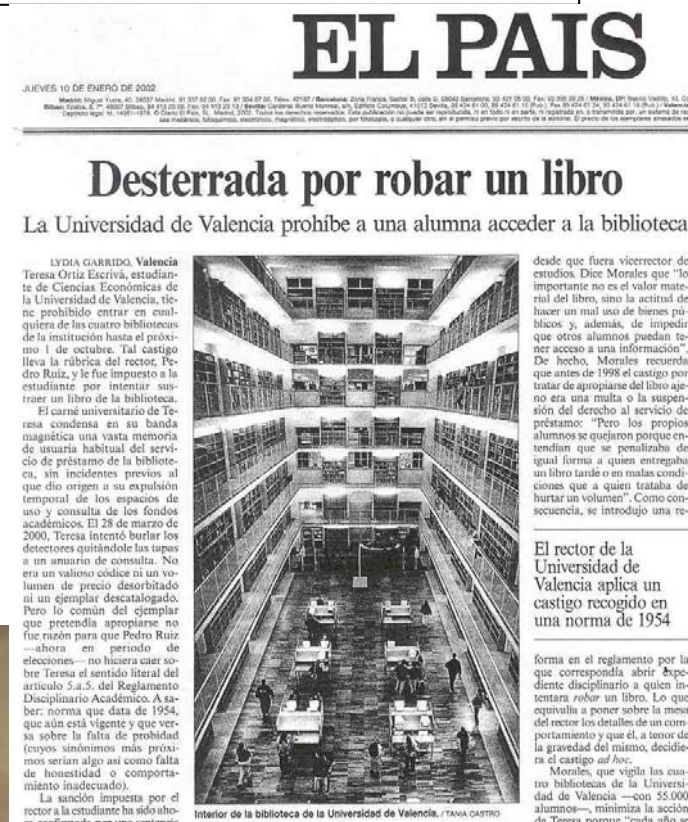 EL PAIS
JUEVES 10 DE ENERO DE 2002
Desterrada por robar un libro
La Universidad de Valencia prohíbe a una alumna acceder a la biblioteca
LYDIA GARRIDO, Valencia
Teresa Ortiz Escrivá, estudian-
te de Ciencias Económicas de
la Universidad de Valencia, tie-
ne prohibido entrar en cual-
quiera de las cuatro bibliotecas
de la institución hasta el próxi-
mo 1 de octubre. Tal castigo
lleva la rúbrica del rector, Pe-
dro Ruiz, y le fue impuesto a la
estudiante por intentar sus-
traer un libro de la biblioteca.
El carné universitario de Te-
resa condensa en su banda
magnética una vasta memoria
de usuaria habitual del servi-
cio de préstamo de la bibliote-
ca, sin incidentes previos al
que dio origen a su expulsión
temporal de los espacios de
uso y consulta de los fondos
académicos. El 28 de marzo de
2000, Teresa intentó burlar los
detectores quitándole las tapas
a un anuario de consulta. No
era un valioso códice ni un vo-
lumen de precio desorbitado
ni un ejemplar descatalogado.
Pero lo común del ejemplar
que pretendía apropiarse no
fue razón para que Pedro Ruiz
—ahora en periodo de
elecciones— no hiciera caer so-
bre Teresa el sentido literal del
artículo 5.a.5. del Reglamento
Disciplinario Académico. A sa-
ber: norma que data de 1954,
que aún está vigente y que ver-
sa sobre la falta de probidad
(cuyos sinónimos más próxi-
mos serían algo así como falta
de honestidad o comporta-
miento inadecuado).
La sanción impuesta por el
rector a la estudiante ha sido aho-
Interior de la biblioteca de la Universidad de Valencia. / TANIA CASTRO
desde que fuera vicerrector de
estudios. Dice Morales que "lo
importante no es el valor mate-
rial del libro, sino la actitud de
hacer un mal uso de bienes pú-
blicos y, además, de impedir
que otros alumnos puedan te-
ner acceso a una información".
De hecho, Morales recuerda
que antes de 1998 el castigo por
tratar de apropiarse del libro aje-
no era una multa o la suspen-
sión del derecho al servicio de
préstamo: "Pero los propios
alumnos se quejaron porque en-
tendían que se penalizaba de
igual forma a quien entregaba
un libro tarde o en malas condi-
ciones que a quien trataba de
hurtar un volumen". Como con-
secuencia, se introdujo una re-
El rector de la
Universidad de
Valencia aplica un
castigo recogido en
una norma de 1954
forma en el reglamento por la
que correspondía abrir expe-
diente disciplinario a quien in-
tentara robar un libro. Lo que
equivalía a poner sobre la mesa
del rector los detalles de un com-
portamiento y que él, a tenor de
la gravedad del mismo, decidie-
ra el castigo ad hoc.
Morales, que vigila las cua-
tro bibliotecas de la Universi-
dad de Valencia —con 55.000
alumnos—, minimiza la acción
de Teresa porque "cada año se